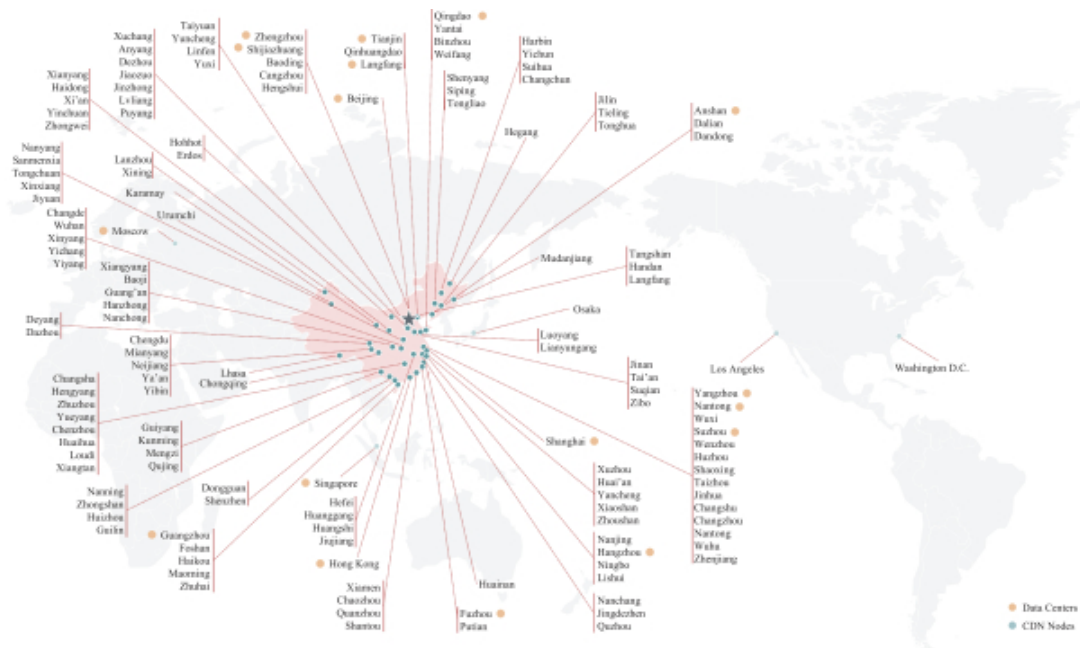 Xuchang
Anyang
Dezhou
Jiaozuo
Jinzhong
Lvliang
Puyang
Taiyuan
Yuncheng
Linfen
Yuxi
Zhengzhou
Shijiazhuang
Baoding
Cangzhou
Hengshui
Tianjin
Qinhuangdao
Langfang
Beijing
Qingdao
Yantai
Binzhou
Weifang
Shenyang
Siping
Tongliao
Harbin
Yichun
Suihua
Changchun
Hegang
Jilin
Tieling
Tonghua
Anshan
Dalian
Dandong
Xianyang
Haidong
Xi'an
Yinchuan
Zhongwei
Hohhot
Erdos
Lanzhou
Xining
Karamay
Urumchi
Moscow
Nanyang
Sanmenxia
Tongchuan
Xinxiang
Jiyuan
Changde
Wuhan
Xinyang
Yichang
Yiyang
Xiangyang
Baoji
Guang'an
Hanzhong
Nanchong
Deyang
Dazhou
Chengdu
Mianyang
Neijiang
Ya'an
Yibin
Lhasa
Chongqing
Changsha
Hengyang
Zhuzhou
Yueyang
Chenzhou
Huaihua
Loudi
Xiangtan
Guiyang
Kunming
Mengzi
Qujing
Nanning
Zhongshan
Huizhou
Guilin
Dongguan
Shenzhen
Guangzhou
Foshan
Haikou
Maoming
Zhuhai
Singapore
Hefei
Huanggang
Huangshi
Jiujiang
Hong Kong
Xiamen
Chaozhou
Quanzhou
Shantou
Fuzhou
Putian
Huainan
Mudanjiang
Tangshan
Handan
Langfang
Osaka
Luoyang
Lianyungang
Jinan
Tai'an
Suqian
Zibo
Shanghai
Xuzhou
Huai'an
Yancheng
Xiaoshan
Zhoushan
Nanjing
Hangzhou
Ningbo
Lishui
Nanchang
Jingdezhen
Quzhou
Los Angeles
Washington D.C.
Yangzhou
Nantong
Wuxi
Suzhou
Wenzhou
Huzhou
Shaoxing
Taizhou
Jinhua
Changshu
Changzhou
Nantong
Wuhu
Zhenjiang
Data Centers
CDN Nodes